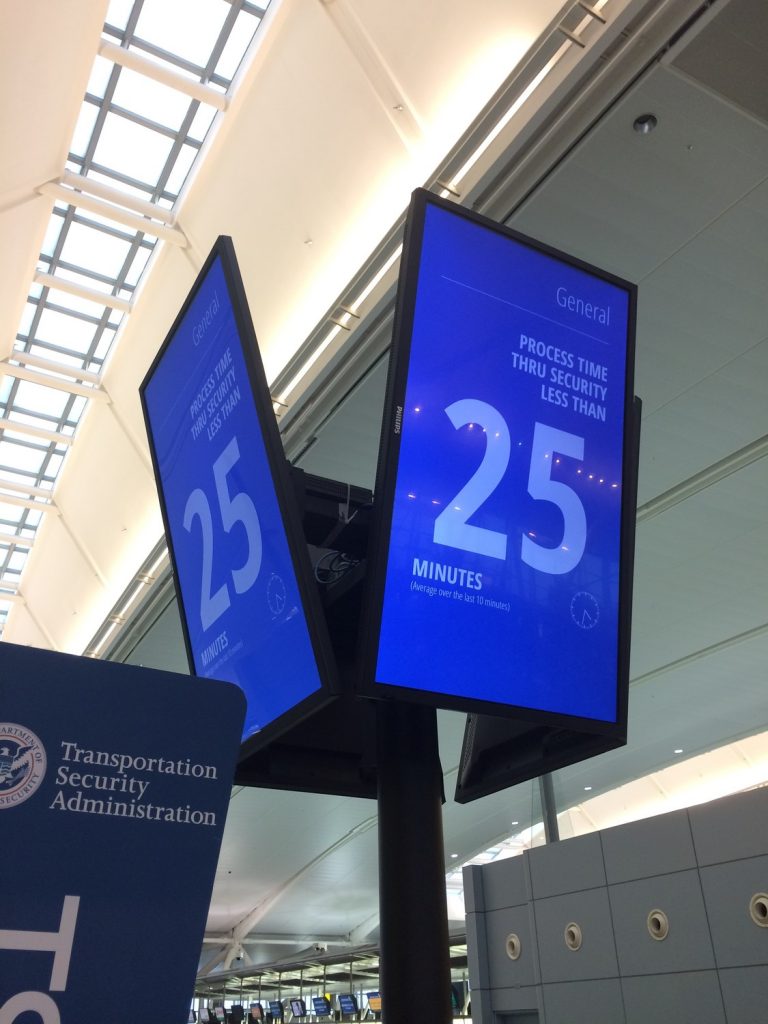 General
PROCESS TIME
THRU SECURITY
LESS THAN
25
MINUTES
(Average over the last 10 minutes)
PHILIPS
General
PROCESS TIME
THRU SECURITY
LESS THAN
25
MINUTES
Transportation
Security
Administration